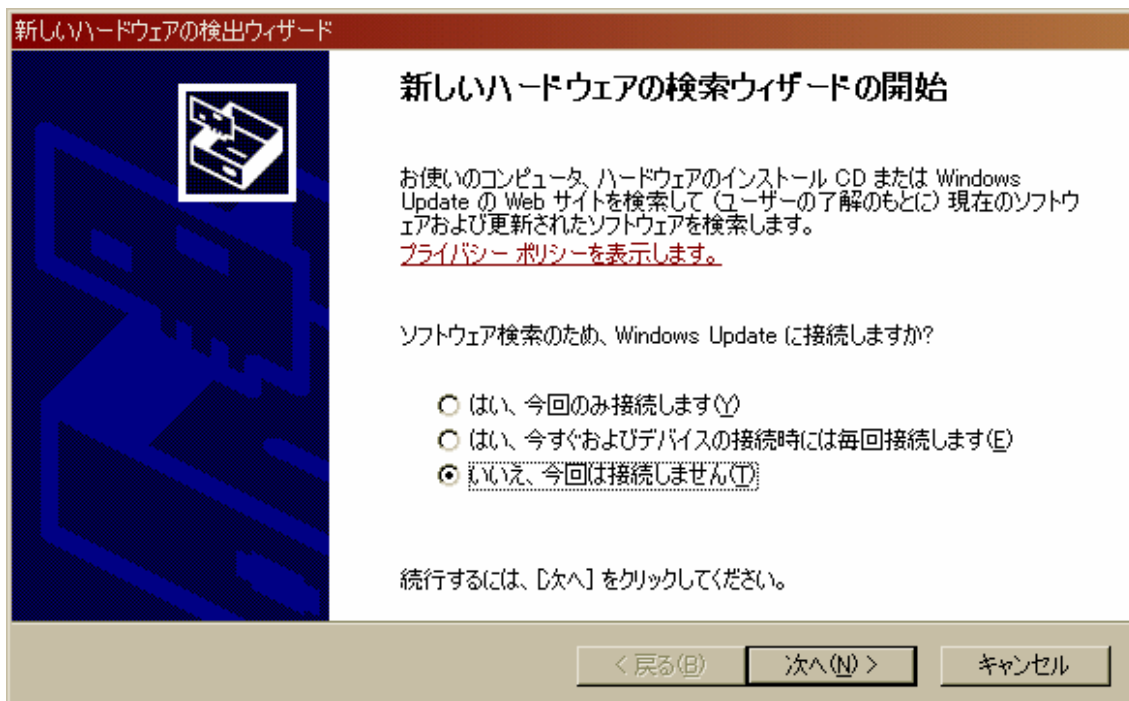 新しいハードウェアの検出ウィザード
新しいハードウェアの検索ウィザードの開始
お使いのコンピュータ、ハードウェアのインストール CD または Windows
Update の Web サイトを検索して (ユーザーの了解のもとに) 現在のソフトウ
ェアおよび更新されたソフトウェアを検索します。
プライバシー ポリシーを表示します。
ソフトウェア検索のため、Windows Update に接続しますか?
はい、今回のみ接続します(Y)
はい、今すぐおよびデバイスの接続時には毎回接続します(E)
いいえ、今回は接続しません(T)
続行するには、[次へ] をクリックしてください。
< 戻る(B)
次へ(N) >
キャンセル